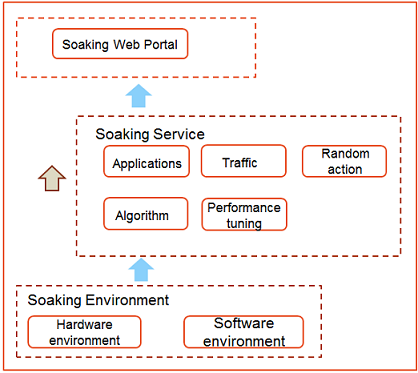 Soaking Web Portal
Soaking Service
Applications
Traffic
Random
action
Algorithm
Performance
tuning
Soaking Environment
Hardware
environment
Software
environment